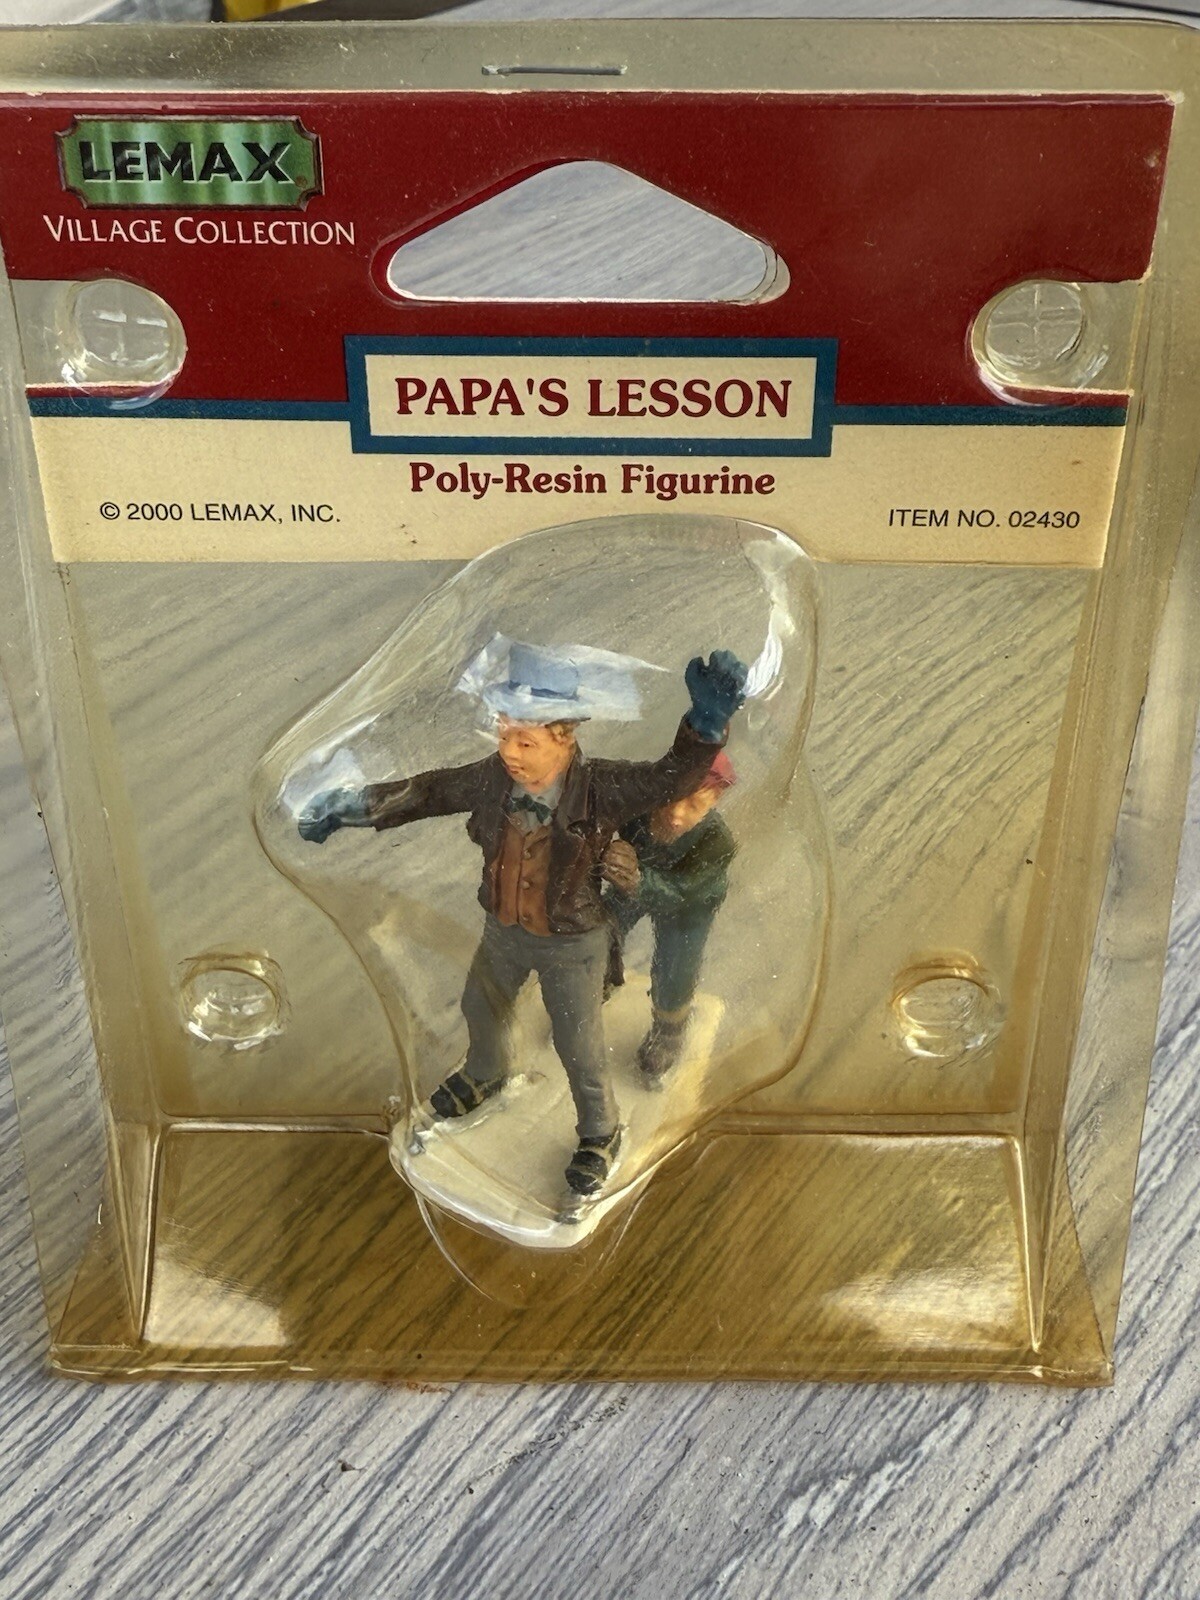 LEMAX
VILLAGE COLLECTION
PAPA'S LESSON
Poly-Resin Figurine
© 2000 LEMAX, INC.
ITEM NO. 02430